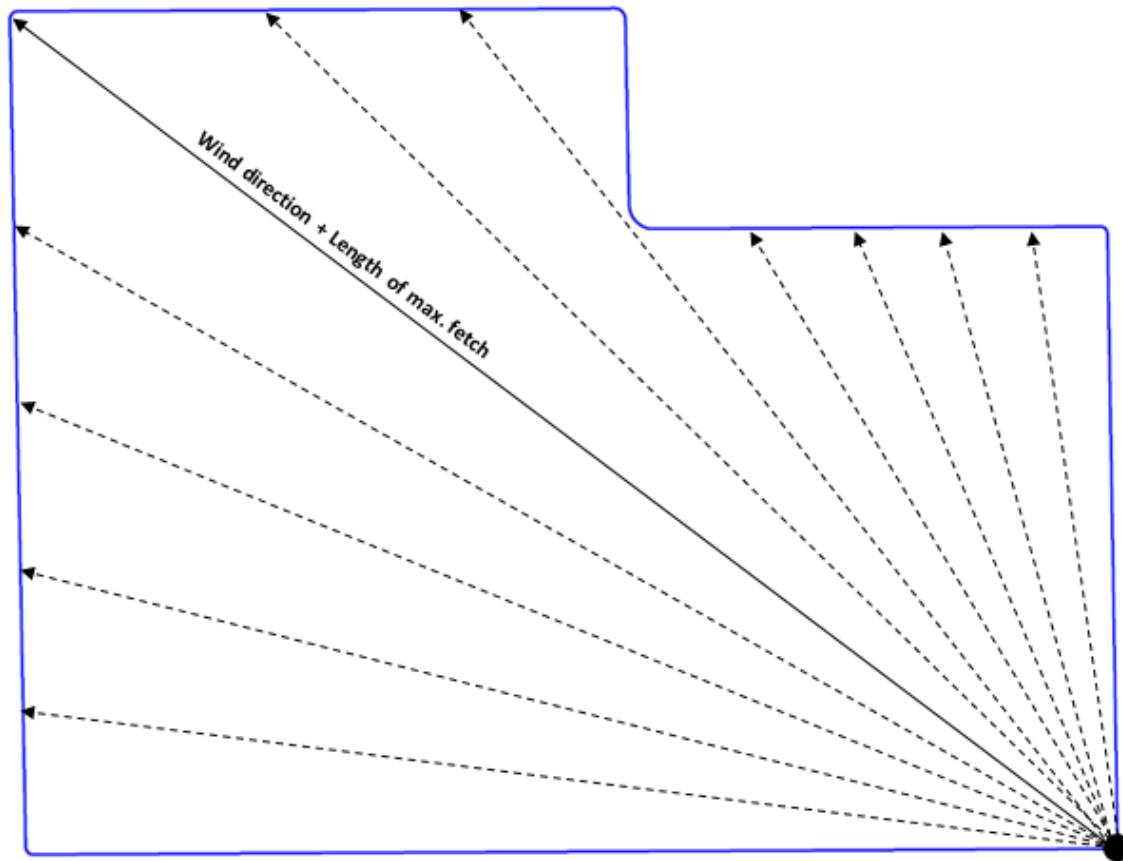 Wind direction + Length of max. fetch